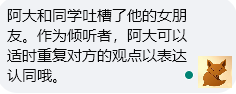 阿大和同学吐槽了他的女朋
友。作为倾听者，阿大可以
适时重复对方的观点以表达
认同哦。